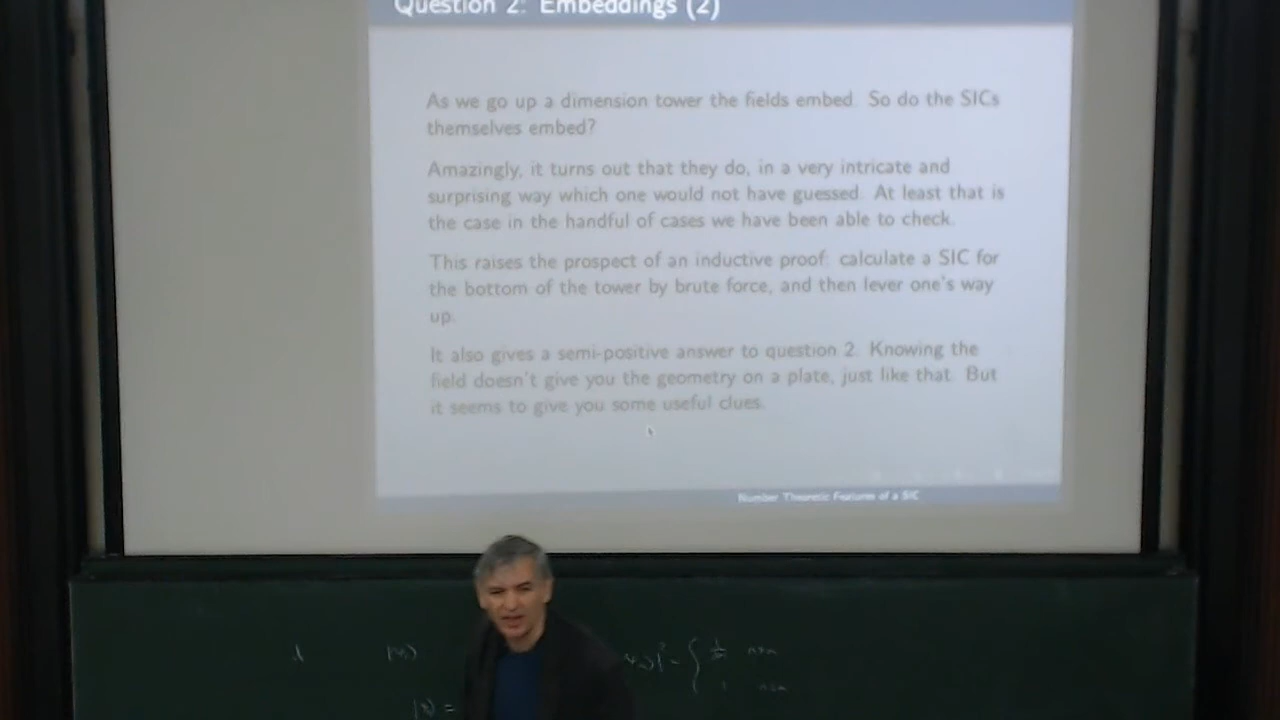 Question 2: Embeddings (2)
As we go up a dimension tower the fields embed. So do the SICs
themselves embed?
Amazingly, it turns out that they do, in a very intricate and
surprising way which one would not have guessed. At least that is
the case in the handful of cases we have been able to check.
This raises the prospect of an inductive proof: calculate a SIC for
the bottom of the tower by brute force, and then lever one's way
up.
It also gives a semi-positive answer to question 2. Knowing the
field doesn't give you the geometry on a plate, just like that. But
it seems to give you some useful clues.
Number Theoretic Features of a SIC